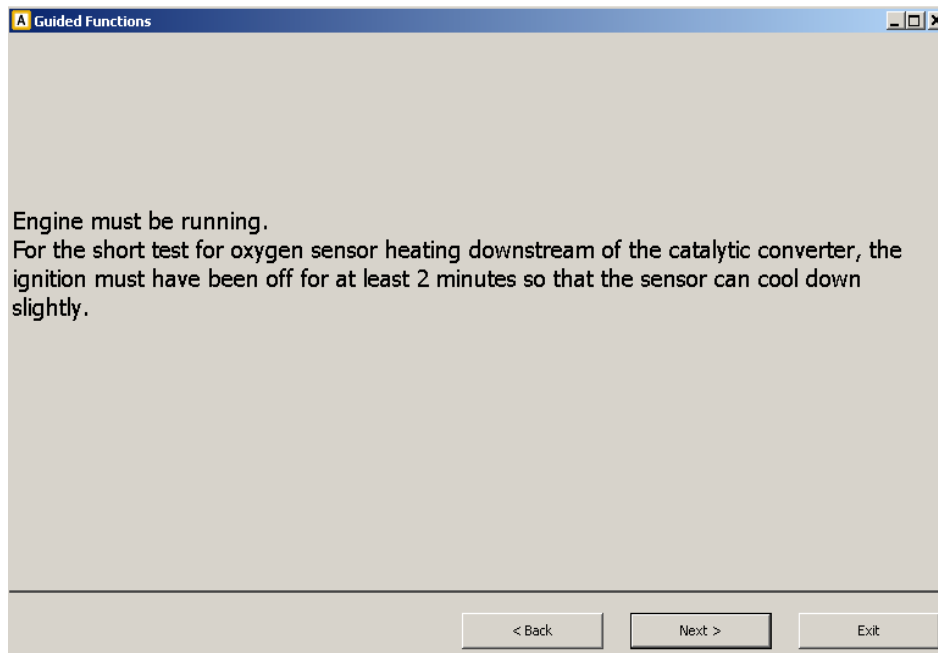 A Guided Functions
Engine must be running.
For the short test for oxygen sensor heating downstream of the catalytic converter, the
ignition must have been off for at least 2 minutes so that the sensor can cool down
slightly.
< Back Next > Exit